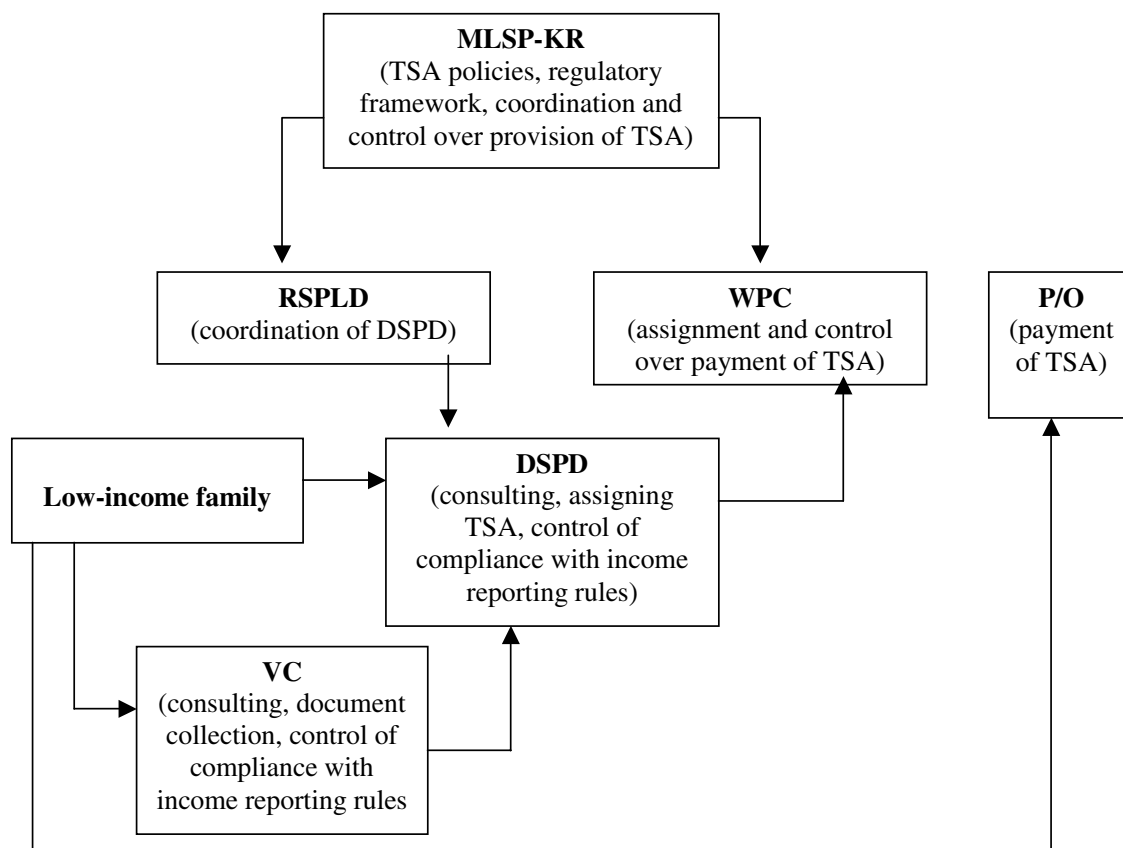 MLSP-KR
(TSA policies, regulatory
framework, coordination and
control over provision of TSA)
RSPLD
(coordination of DSPD)
WPC
(assignment and control
over payment of TSA)
P/O
(payment
of TSA)
Low-income family
DSPD
(consulting, assigning
TSA, control of
compliance with income
reporting rules)
VC
(consulting, document
collection, control of
compliance with
income reporting rules